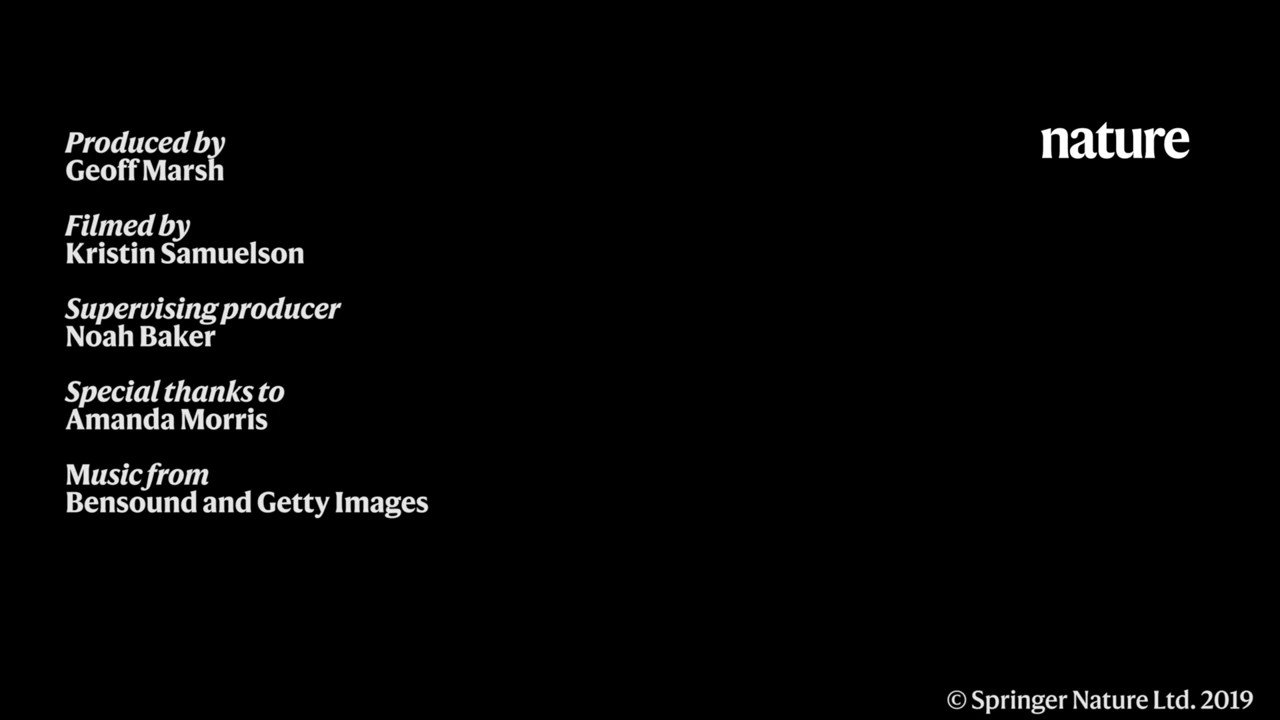 Produced by
Geoff Marsh
Filmed by
Kristin Samuelson
Supervising producer
Noah Baker
Special thanks to
Amanda Morris
Music from
Bensound and Getty Images
nature
© Springer Nature Ltd. 2019